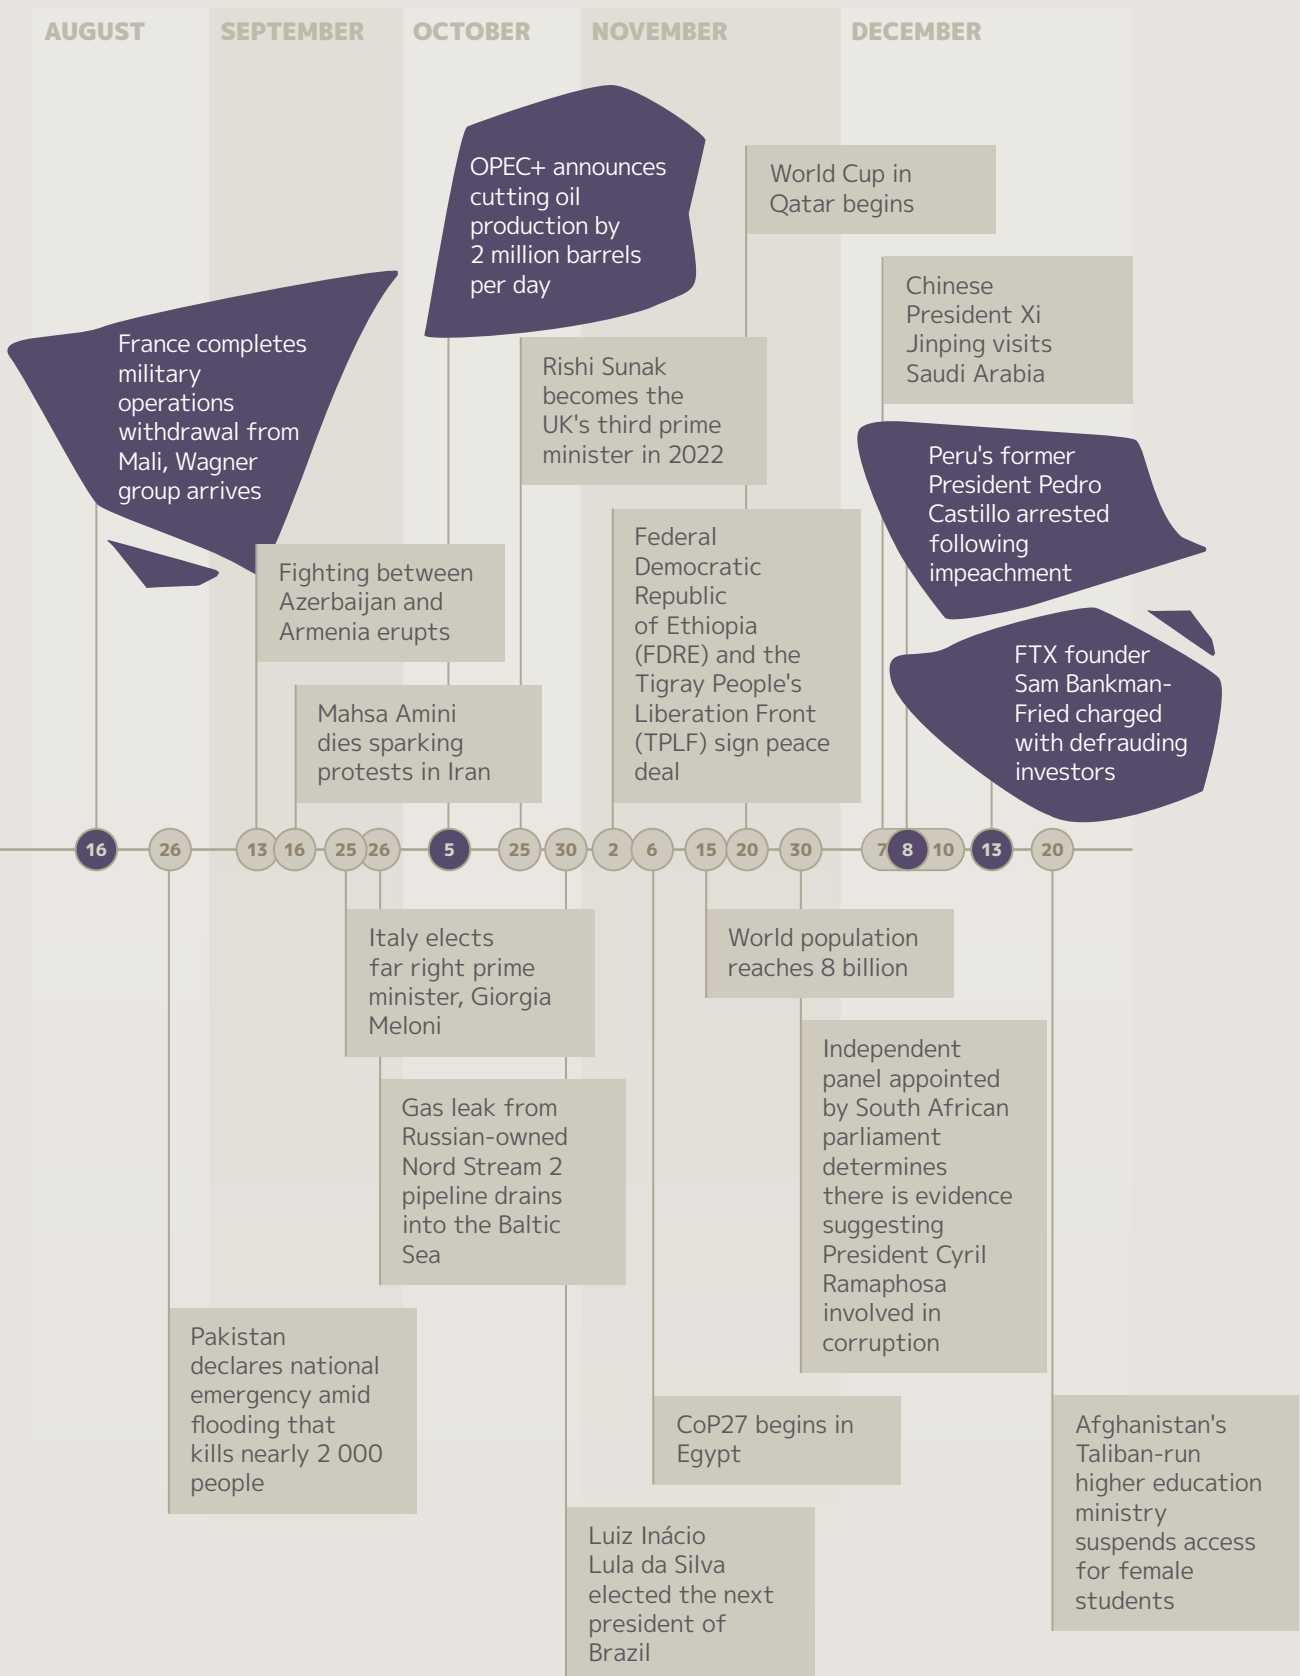 AUGUST
SEPTEMBER
OCTOBER
NOVEMBER
DECEMBER
OPEC+ announces
cutting oil
production by
2 million barrels
per day
World Cup in
Qatar begins
Chinese
President Xi
Jinping visits
Saudi Arabia
France completes
military
operations
withdrawal from
Mali, Wagner
group arrives
Rishi Sunak
becomes the
UK's third prime
minister in 2022
Peru's former
President Pedro
Castillo arrested
following
impeachment
Fighting between
Azerbaijan and
Armenia erupts
Federal
Democratic
Republic
of Ethiopia
(FDRE) and the
Tigray People's
Liberation Front
(TPLF) sign peace
deal
FTX founder
Sam Bankman-
Fried charged
with defrauding
investors
Mahsa Amini
dies sparking
protests in Iran
16
26
13
16
25
26
5
25
30
2
6
15
20
30
7
8
10
13
20
Italy elects
far right prime
minister, Giorgia
Meloni
World population
reaches 8 billion
Gas leak from
Russian-owned
Nord Stream 2
pipeline drains
into the Baltic
Sea
Independent
panel appointed
by South African
parliament
determines
there is evidence
suggesting
President Cyril
Ramaphosa
involved in
corruption
Pakistan
declares national
emergency amid
flooding that
kills nearly 2 000
people
CoP27 begins in
Egypt
Afghanistan's
Taliban-run
higher education
ministry
suspends access
for female
students
Luiz Inácio
Lula da Silva
elected the next
president of
Brazil